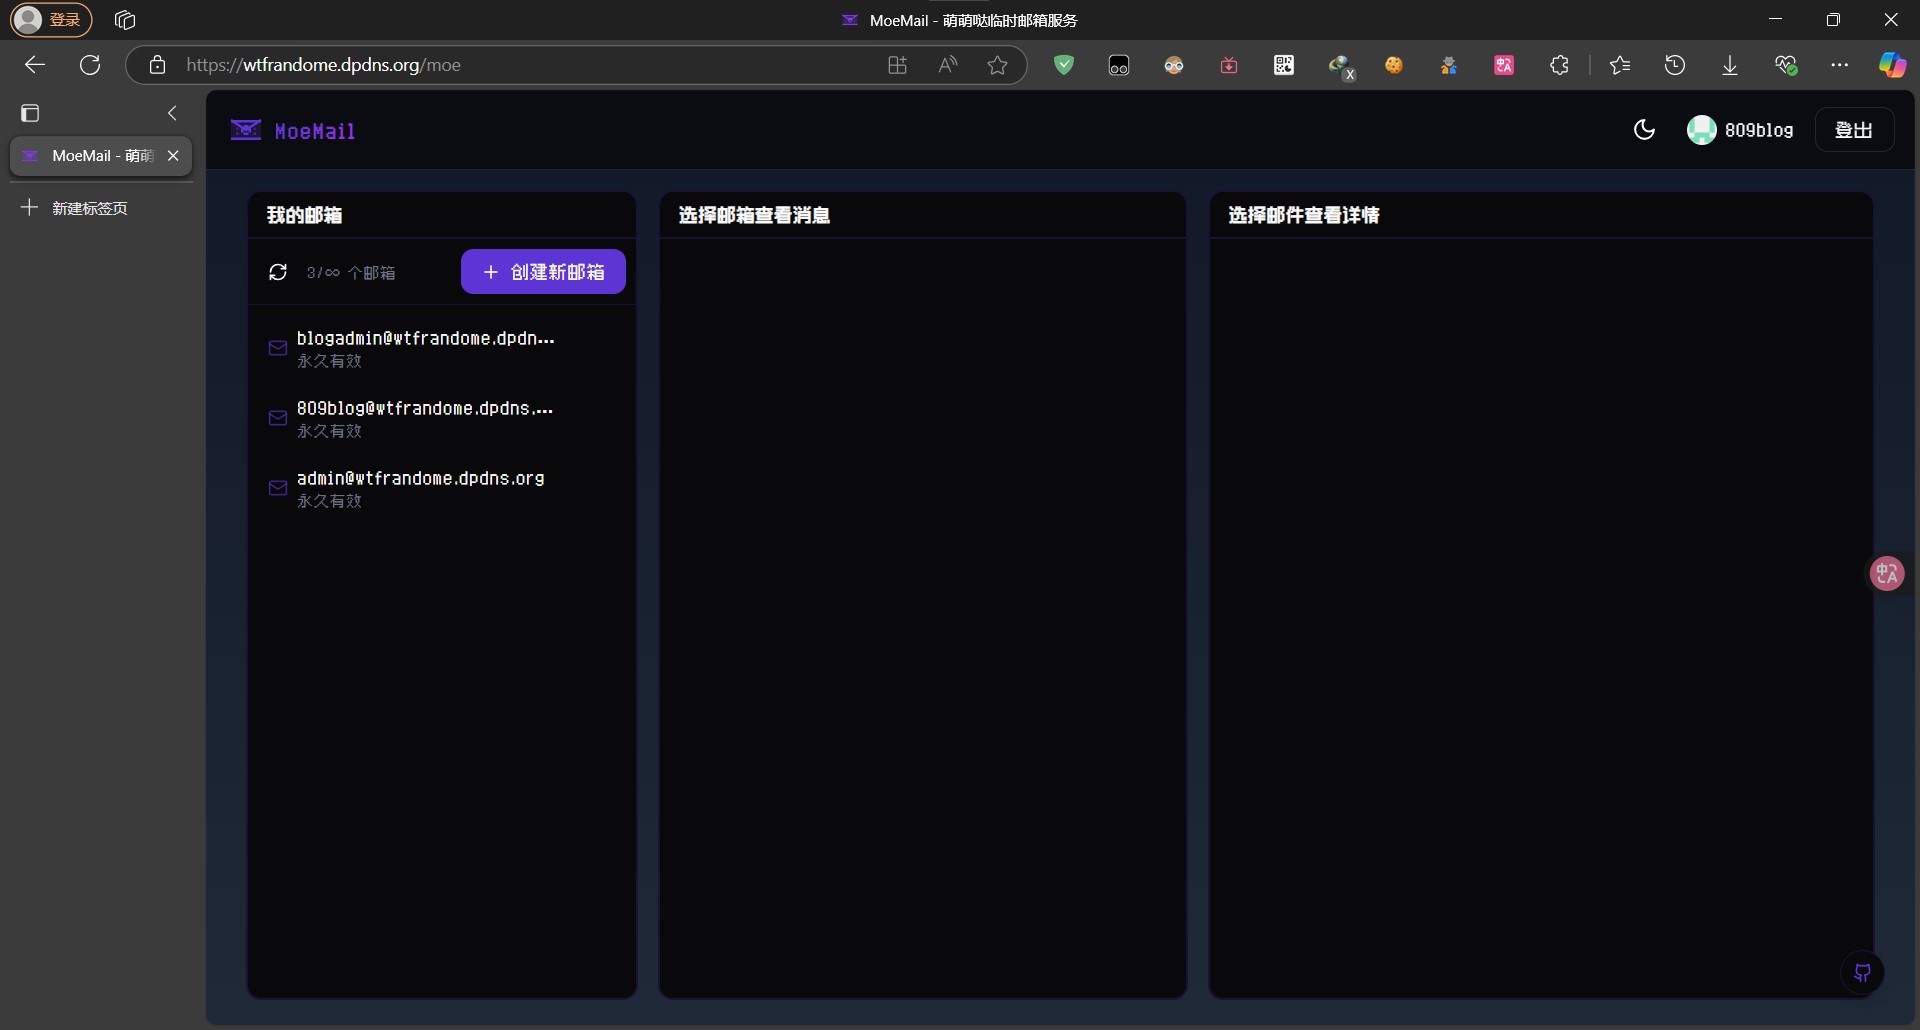 登录
MoeMail - 萌萌哒临时邮箱服务
https://wtfrandome.dpdns.org/moe
MoeMail - 萌萌
新建标签页
MoeMail
809blog
登出
我的邮箱
3/∞ 个邮箱
创建新邮箱
blogadmin@wtfrandome.dpdn…
永久有效
809blog@wtfrandome.dpdns.…
永久有效
admin@wtfrandome.dpdns.org
永久有效
选择邮箱查看消息
选择邮件查看详情